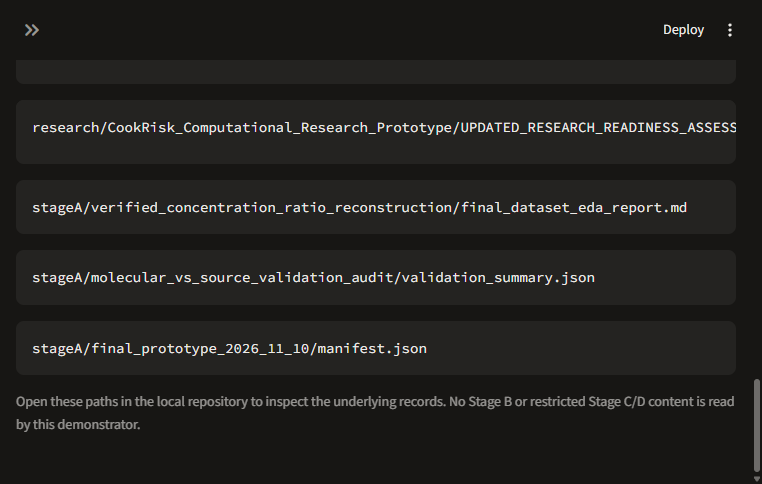 Deploy
research/CookRisk_Computational_Research_Prototype/UPDATED_RESEARCH_READINESS_ASSESS
stageA/verified_concentration_ratio_reconstruction/final_dataset_eda_report.md
stageA/molecular_vs_source_validation_audit/validation_summary.json
stageA/final_prototype_2026_11_10/manifest.json
Open these paths in the local repository to inspect the underlying records. No Stage B or restricted Stage C/D content is read
by this demonstrator.